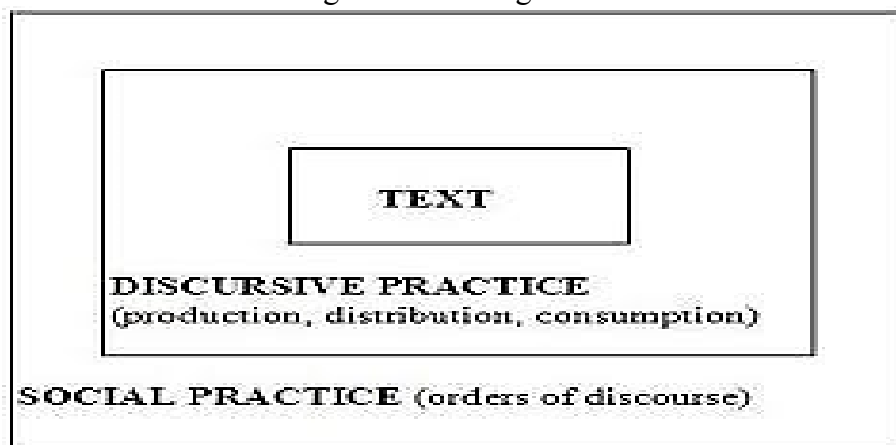 TEXT
DISCURSIVE PRACTICE
(production, distribution, consumption)
SOCIAL PRACTICE (orders of discourse)